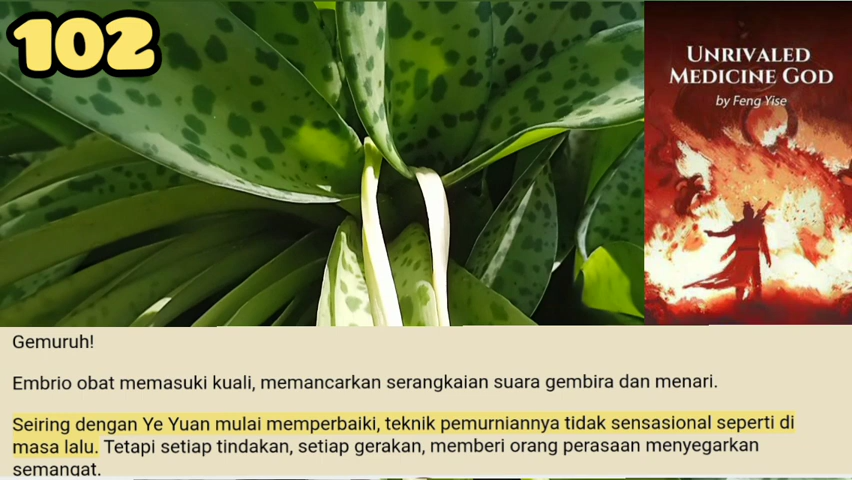 102
UNRIVALED
MEDICINE GOD
by Feng Yise
Gemuruh!
Embrio obat memasuki kuali, memancarkan serangkaian suara gembira dan menari.
Seiring dengan Ye Yuan mulai memperbaiki, teknik pemurniannya tidak sensasional seperti di
masa lalu. Tetapi setiap tindakan, setiap gerakan, memberi orang perasaan menyegarkan
semangat.